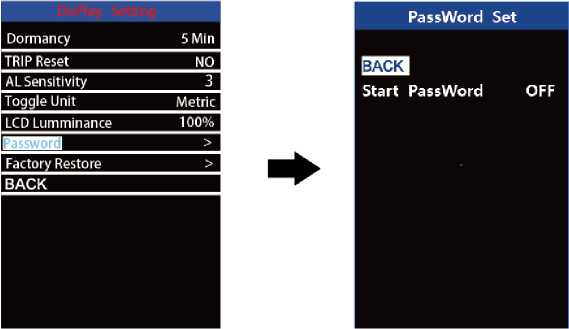 DisPlay Setting
Dormancy 5 Min
TRIP Reset NO
AL Sensitivity 3
Toggle Unit Metric
LCD Lumminance 100%
Password >
Factory Restore >
BACK
PassWord Set
BACK
Start PassWord OFF